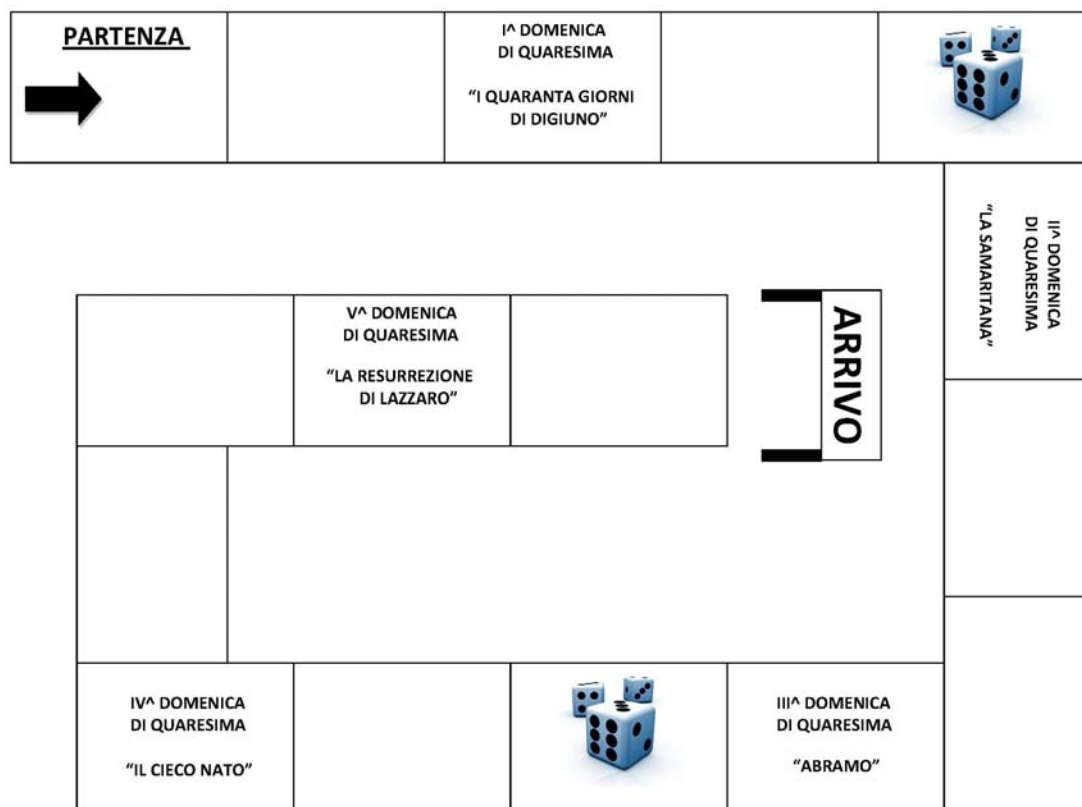 PARTENZA
I^ DOMENICA
DI QUARESIMA
“I QUARANTA GIORNI
DI DIGIUNO”
II^ DOMENICA
DI QUARESIMA
“LA SAMARITANA”
V^ DOMENICA
DI QUARESIMA
“LA RESURREZIONE
DI LAZZARO”
ARRIVO
IV^ DOMENICA
DI QUARESIMA
“IL CIECO NATO”
III^ DOMENICA
DI QUARESIMA
“ABRAMO”